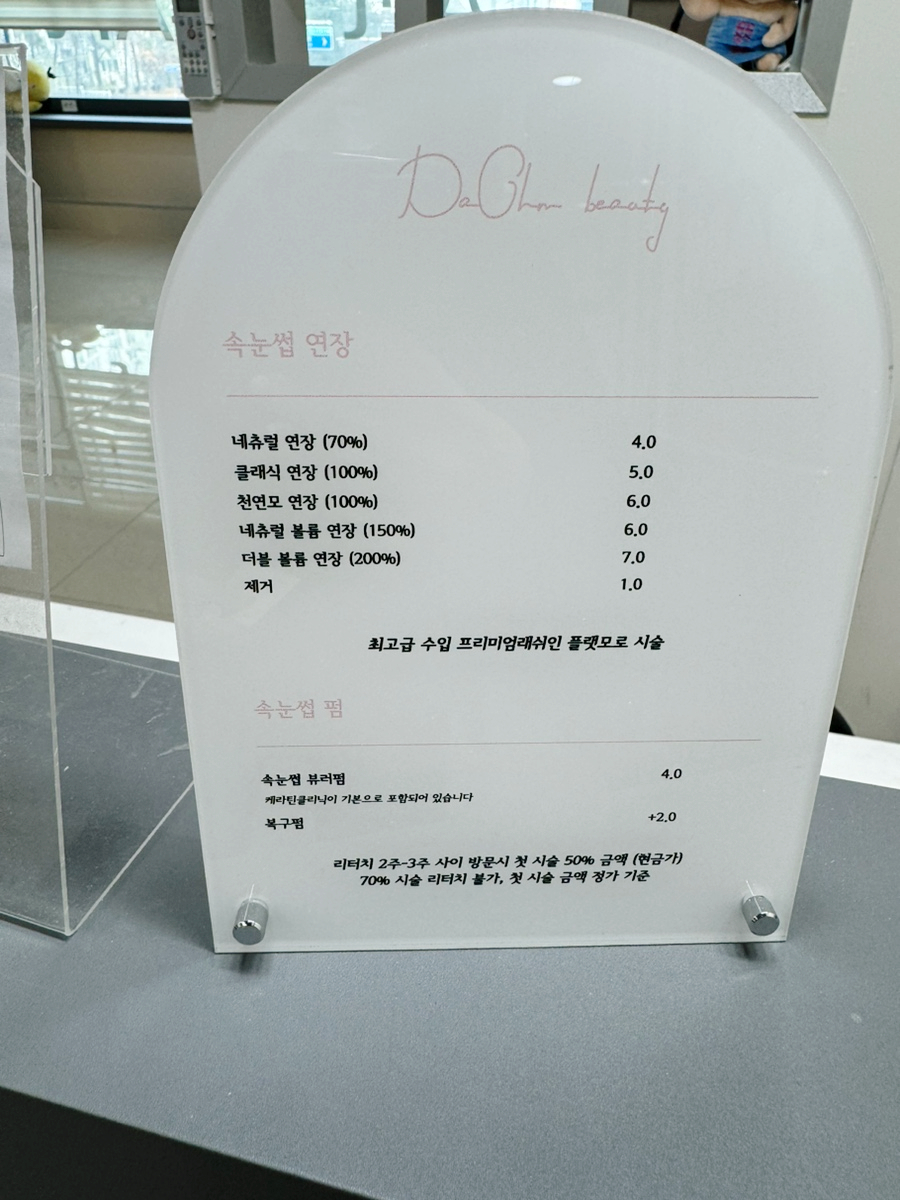 DaOhm beauty
속눈썹 연장
네츄럴 연장 (70%) 4.0
클래식 연장 (100%) 5.0
천연모 연장 (100%) 6.0
네츄럴 볼륨 연장 (150%) 6.0
더블 볼륨 연장 (200%) 7.0
제거 1.0
최고급 수입 프리미엄래쉬인 플랫모로 시술
속눈썹 펌
속눈썹 뷰러펌 4.0
케라틴클리닉이 기본으로 포함되어 있습니다
복구펌 +2.0
리터치 2주-3주 사이 방문시 첫 시술 50% 금액 (현금가)
70% 시술 리터치 불가, 첫 시술 금액 정가 기준